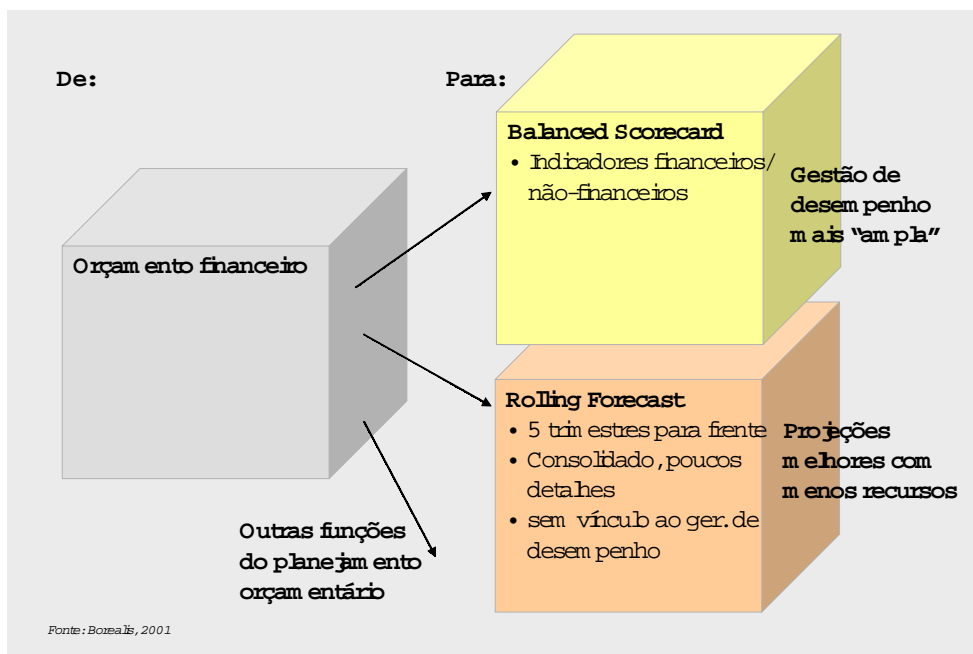 De:
Para:
Orçamento financeiro
Balanced Scorecard
• Indicadores financeiros/
não-financeiros
Gestão de
desempenho
mais “ampla”
Rolling Forecast
• 5 trimestres para frente
• Consolidado, poucos
detalhes
• sem vínculo ao ger. de
desempenho
Projeções
melhores com
menos recursos
Outras funções
do planejamento
orçamentário
Fonte: Borealis, 2001